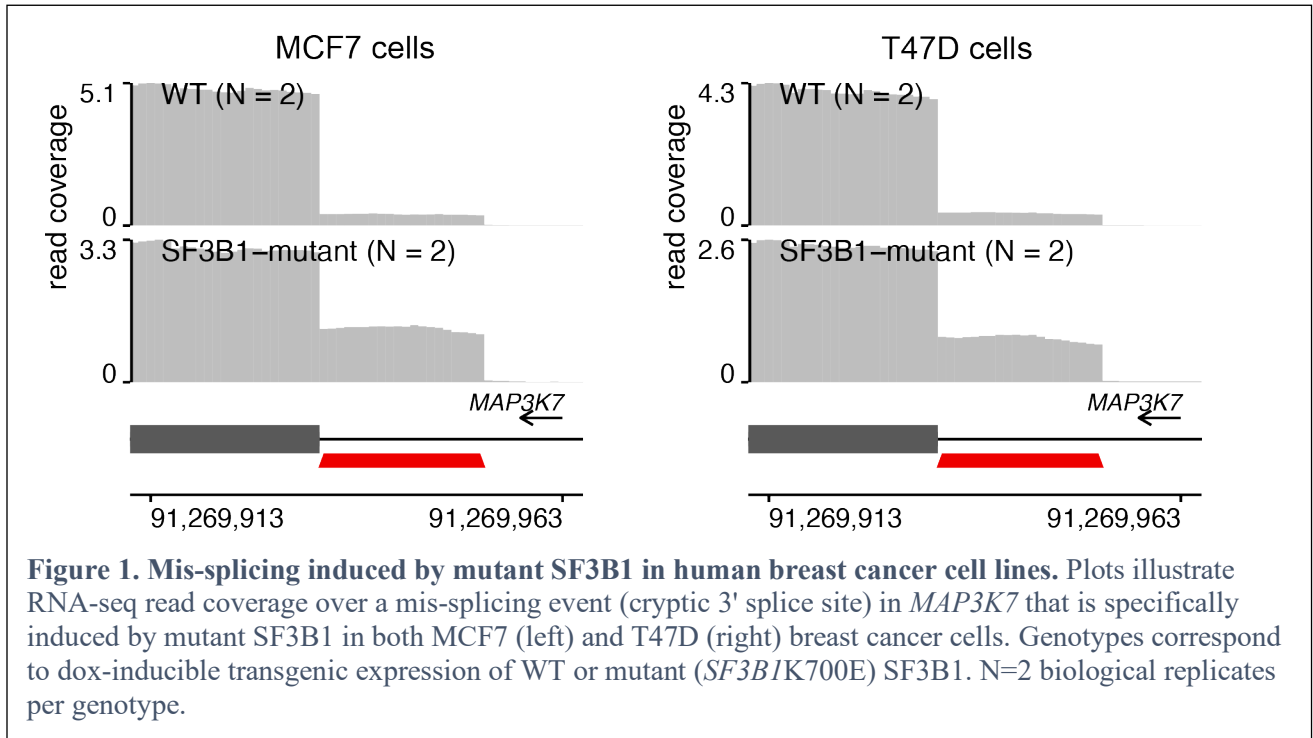 MCF7 cells
5.1
WT (N = 2)
read coverage
0
3.3
SF3B1–mutant (N = 2)
read coverage
0
MAP3K7
91,269,913
91,269,963
T47D cells
4.3
WT (N = 2)
read coverage
0
2.6
SF3B1–mutant (N = 2)
read coverage
0
MAP3K7
91,269,913
91,269,963
Figure 1. Mis-splicing induced by mutant SF3B1 in human breast cancer cell lines. Plots illustrate
RNA-seq read coverage over a mis-splicing event (cryptic 3' splice site) in MAP3K7 that is specifically
induced by mutant SF3B1 in both MCF7 (left) and T47D (right) breast cancer cells. Genotypes correspond
to dox-inducible transgenic expression of WT or mutant (SF3B1K700E) SF3B1. N=2 biological replicates
per genotype.